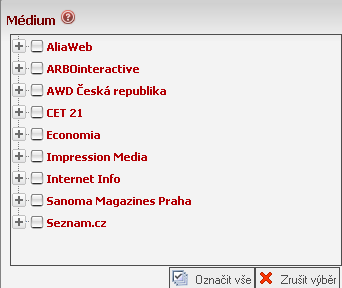 Médium
AliaWeb
ARBOinteractive
AWD Česká republika
CET 21
Economia
Impression Media
Internet Info
Sanoma Magazines Praha
Seznam.cz
Označit vše Zrušit výběr